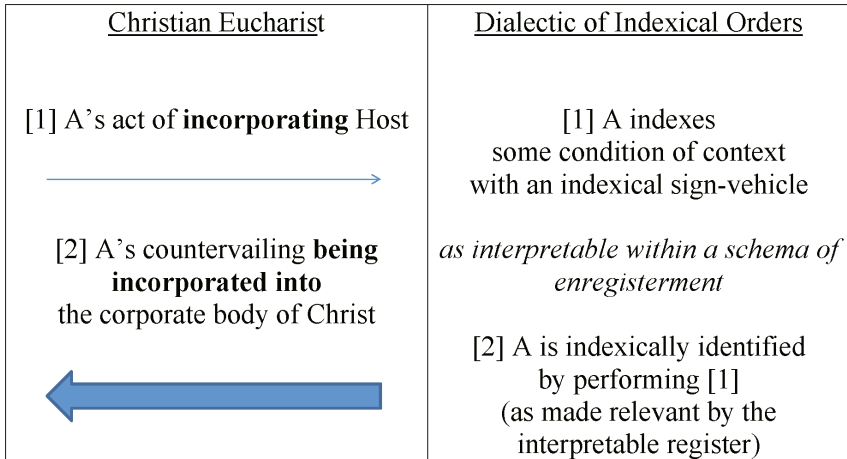 Christian Eucharist
[1] A's act of incorporating Host
[2] A's countervailing being
incorporated into
the corporate body of Christ
Dialectic of Indexical Orders
[1] A indexes
some condition of context
with an indexical sign-vehicle
as interpretable within a schema of
enregisterment
[2] A is indexically identified
by performing [1]
(as made relevant by the
interpretable register)